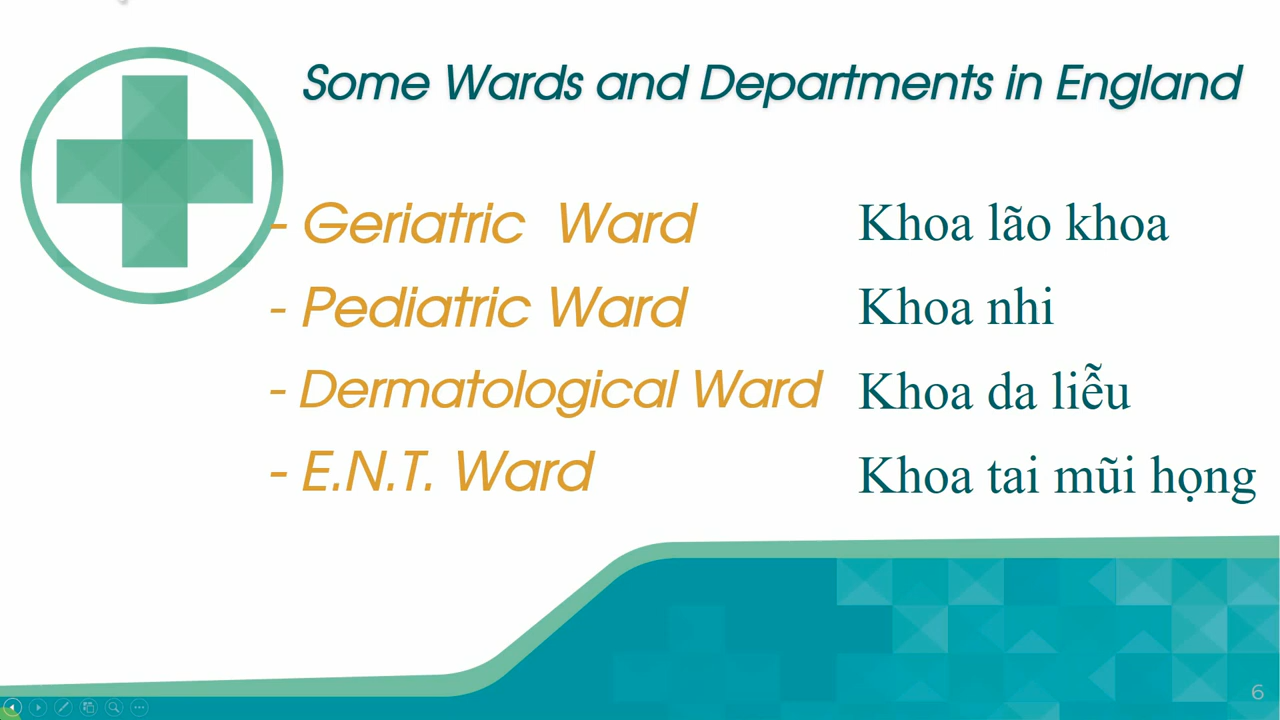 Some Wards and Departments in England
- Geriatric Ward Khoa lão khoa
- Pediatric Ward Khoa nhi
- Dermatological Ward Khoa da liễu
- E.N.T. Ward Khoa tai mũi họng
6